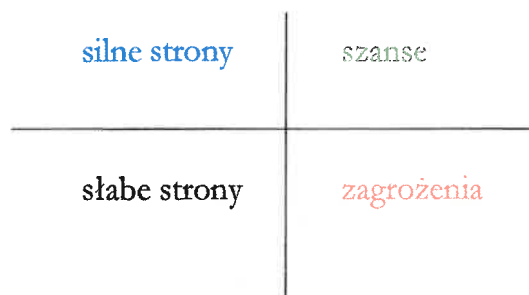 silne strony
szanse
słabe strony
zagrożenia